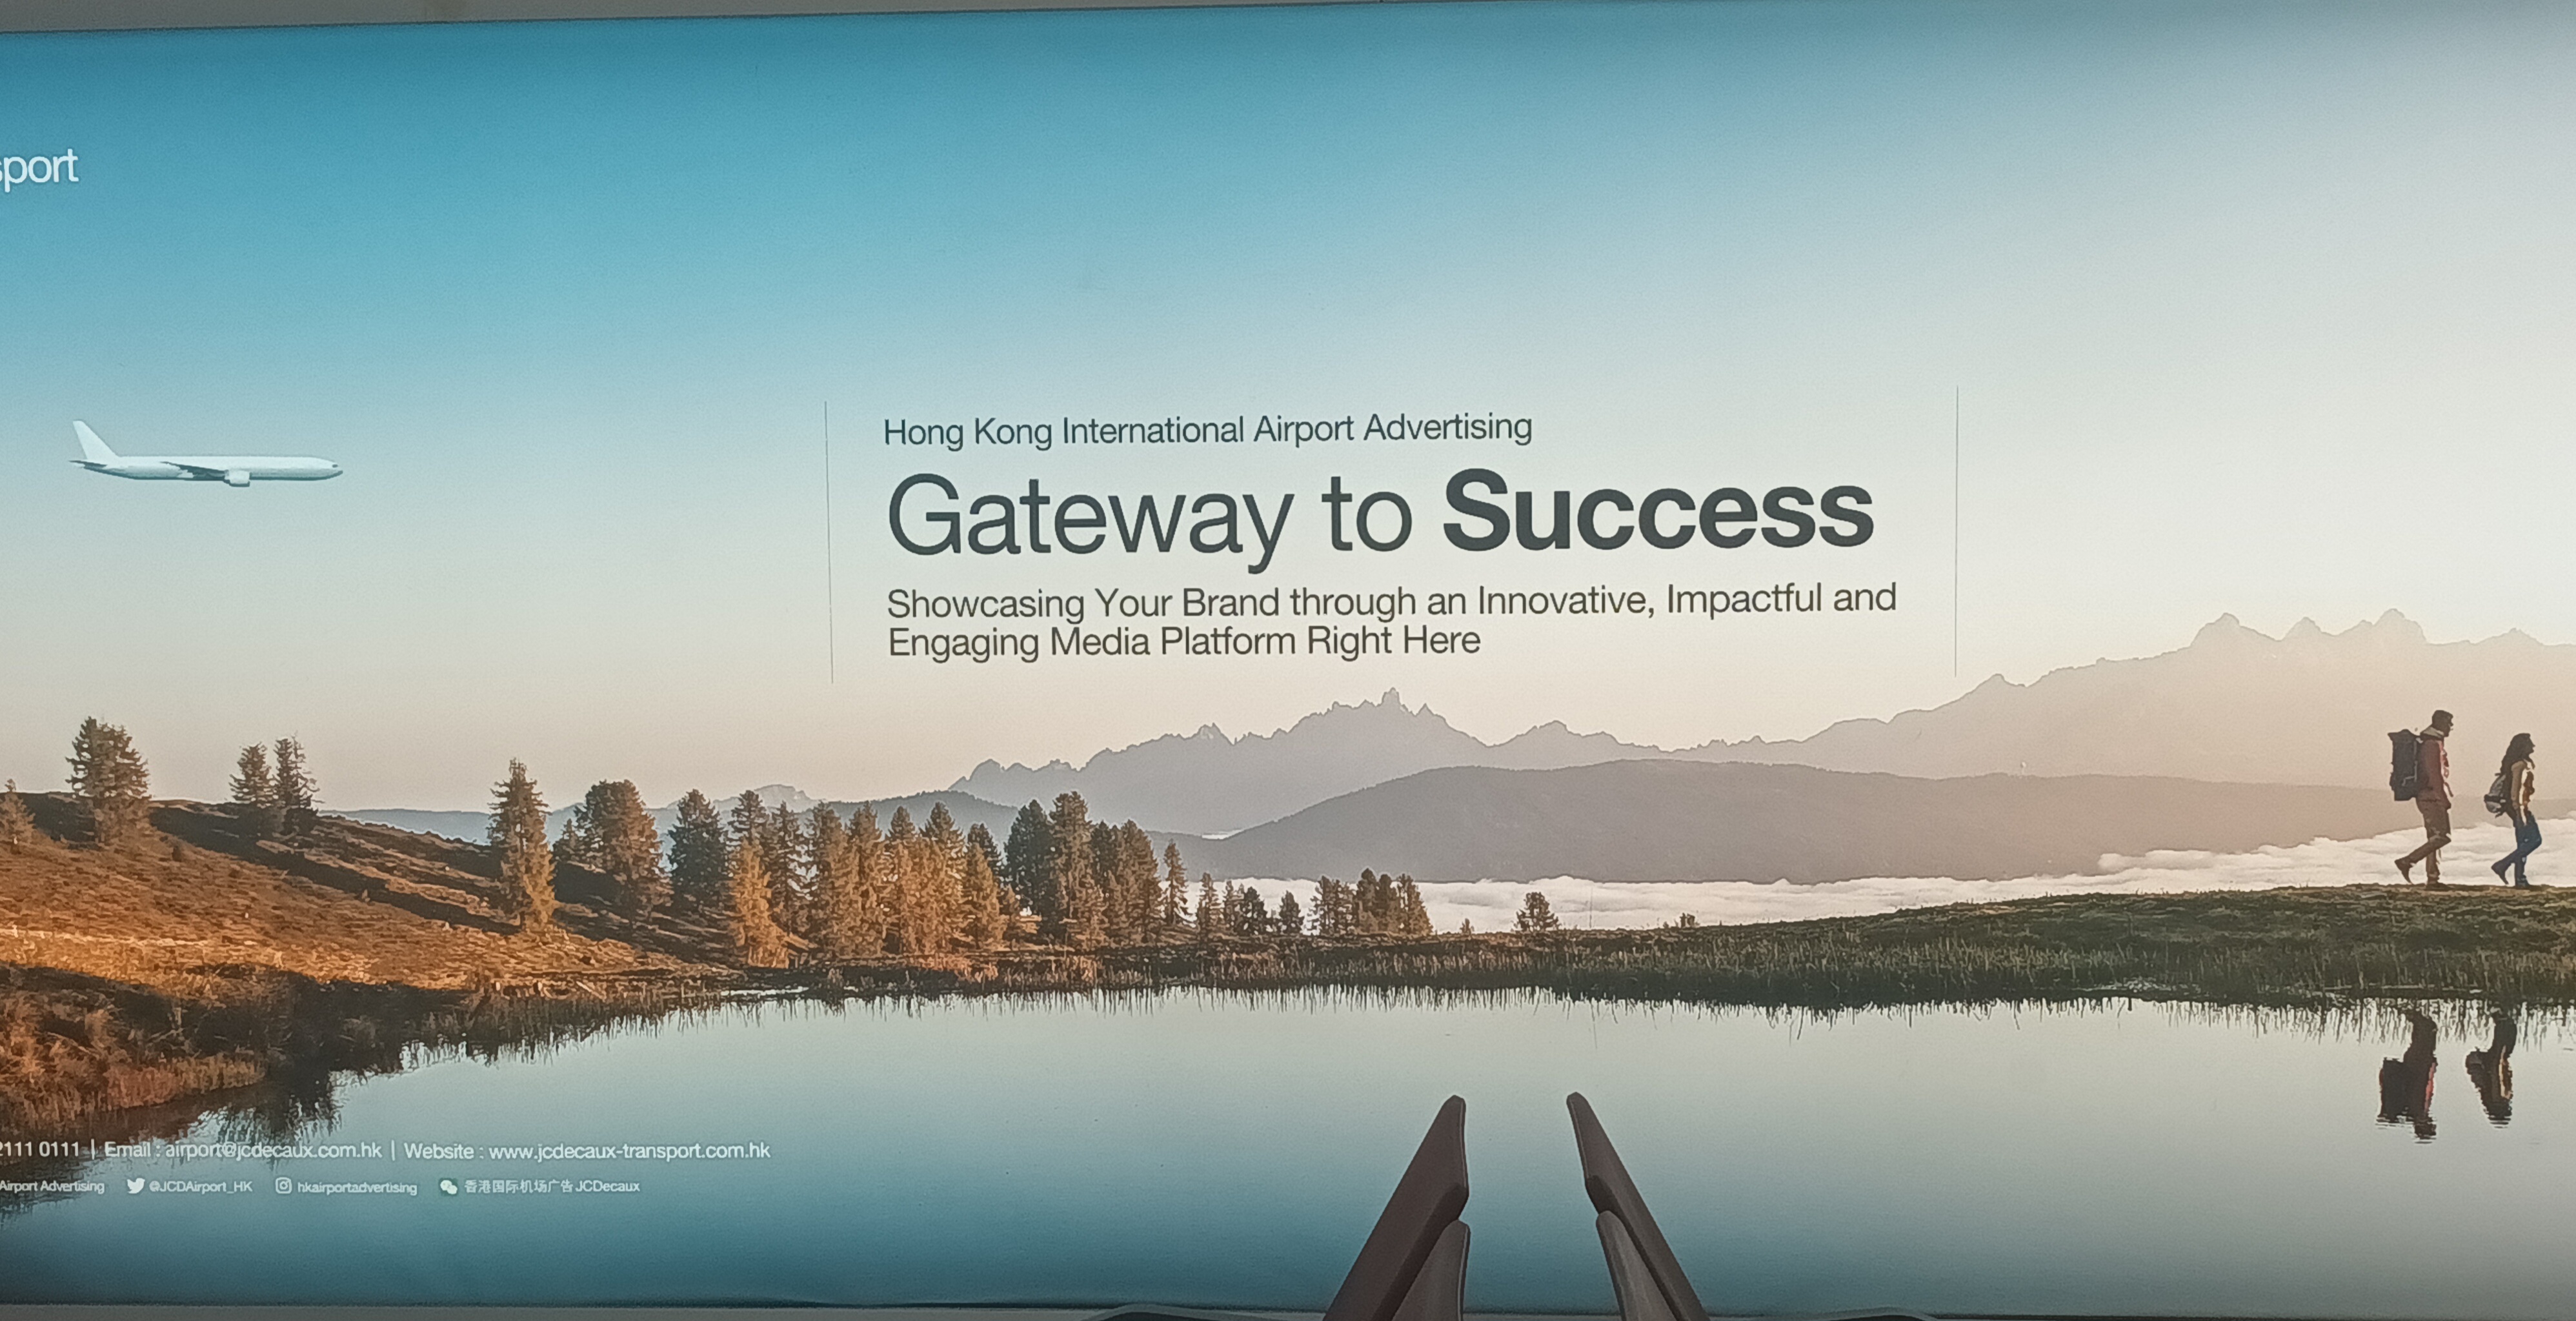 sport
Hong Kong International Airport Advertising
Gateway to Success
Showcasing Your Brand through an Innovative, Impactful and
Engaging Media Platform Right Here
2111 0111 | Email : airport@jcdecaux.com.hk | Website : www.jcdecaux-transport.com.hk
Airport Advertising @JCDAirport_HK hkairportadvertising 香港国际机场广告 JCDecaux